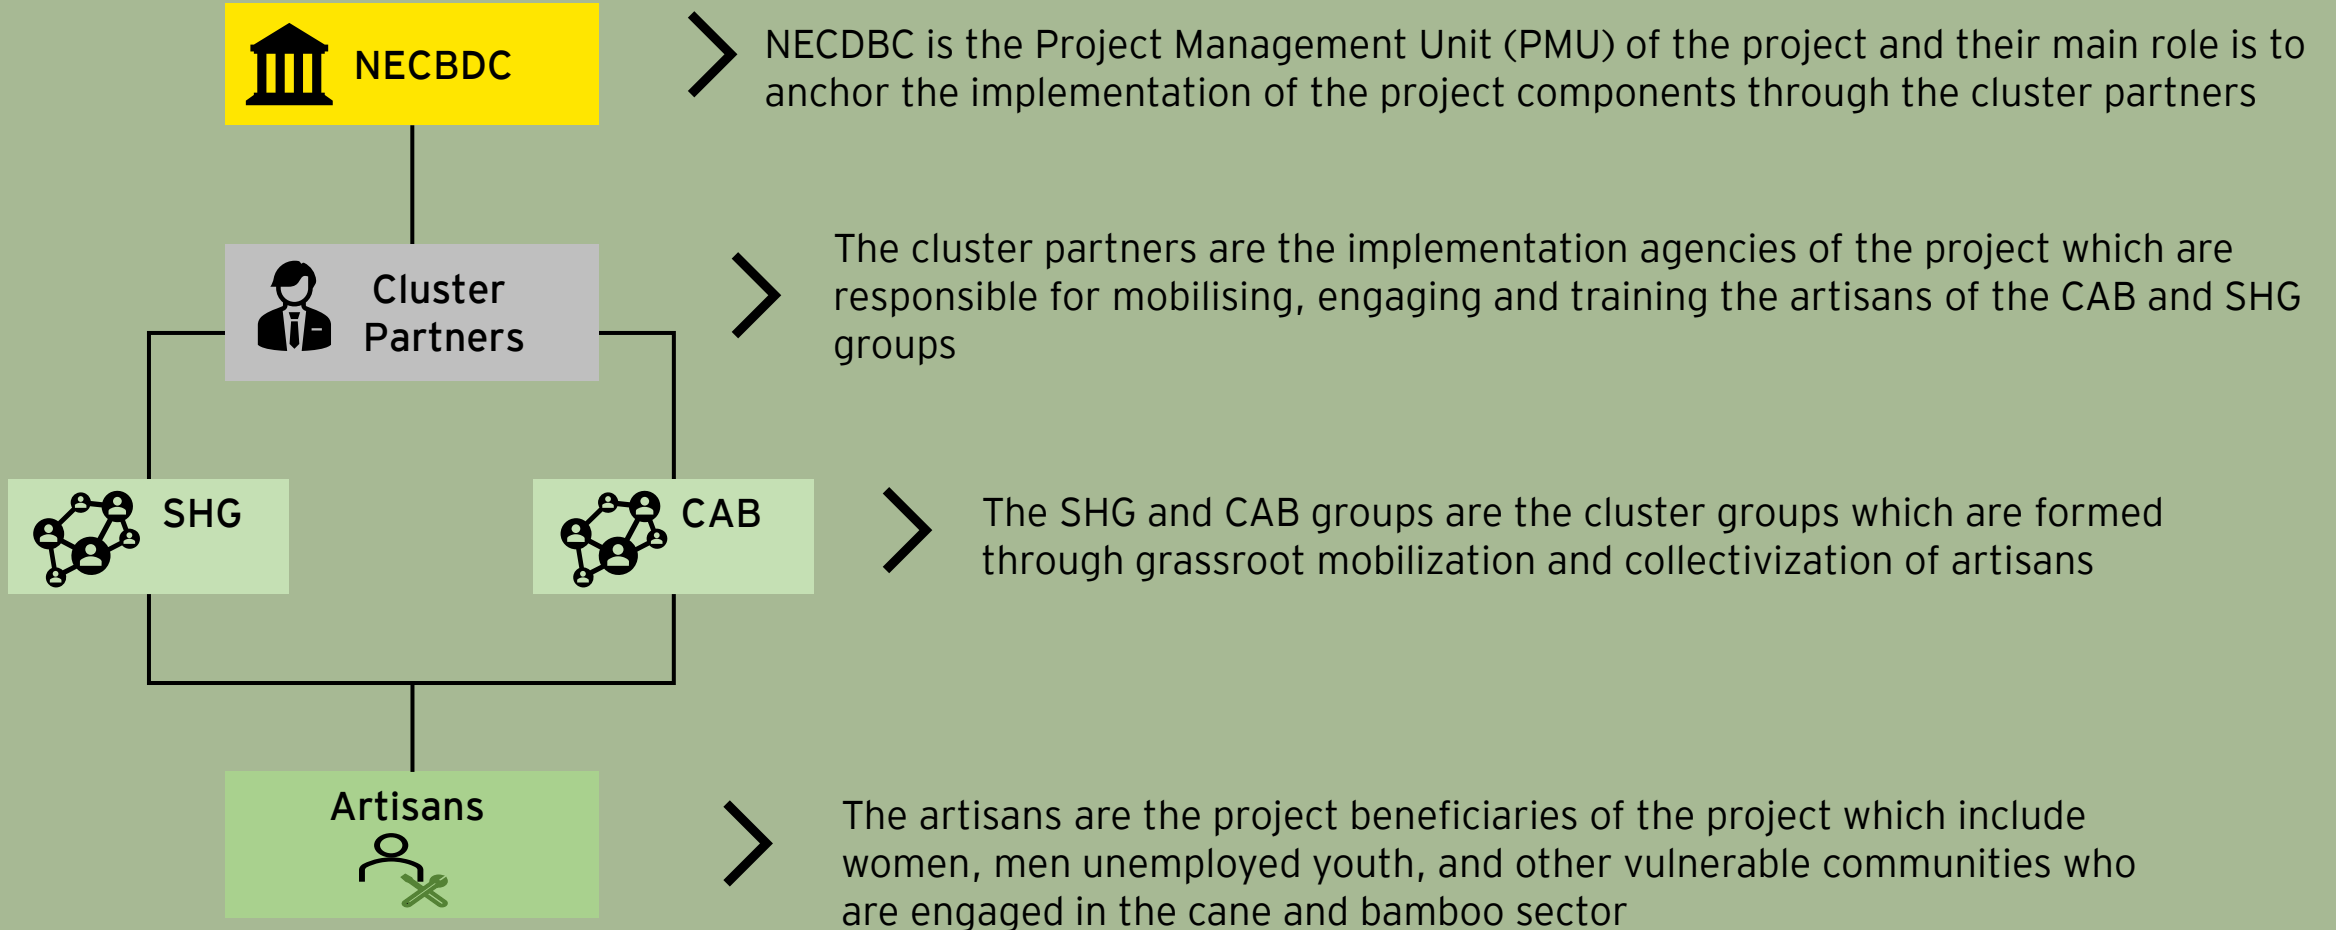 NECBDC
NECDBC is the Project Management Unit (PMU) of the project and their main role is to
anchor the implementation of the project components through the cluster partners
Cluster
Partners
The cluster partners are the implementation agencies of the project which are
responsible for mobilising, engaging and training the artisans of the CAB and SHG
groups
SHG
CAB
The SHG and CAB groups are the cluster groups which are formed
through grassroot mobilization and collectivization of artisans
Artisans
The artisans are the project beneficiaries of the project which include
women, men unemployed youth, and other vulnerable communities who
are engaged in the cane and bamboo sector